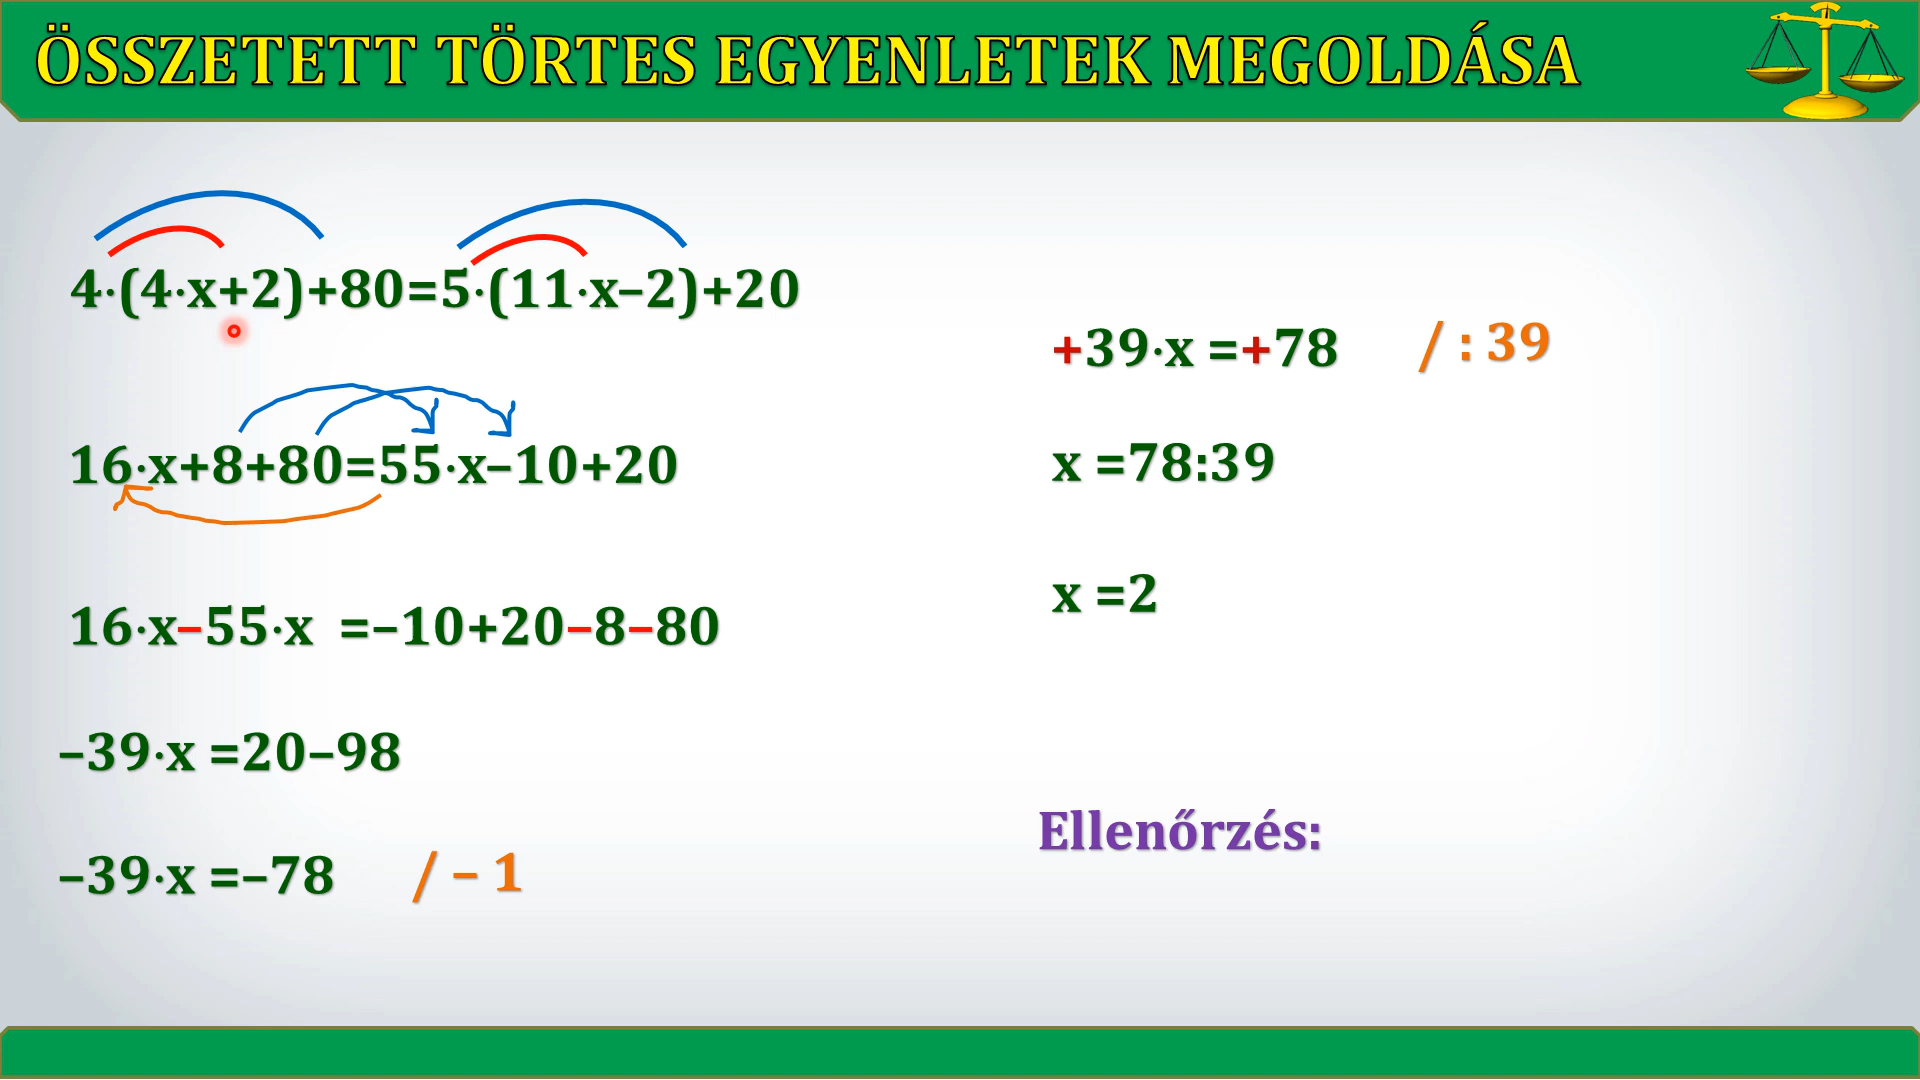 ÖSSZETETT TÖRTES EGYENLETEK MEGOLDÁSA
4·(4·x+2)+80=5·(11·x–2)+20
16·x+8+80=55·x–10+20
16·x–55·x =–10+20–8–80
–39·x =20–98
–39·x =–78 / – 1
+39·x =+78 / : 39
x =78:39
x =2
Ellenőrzés: